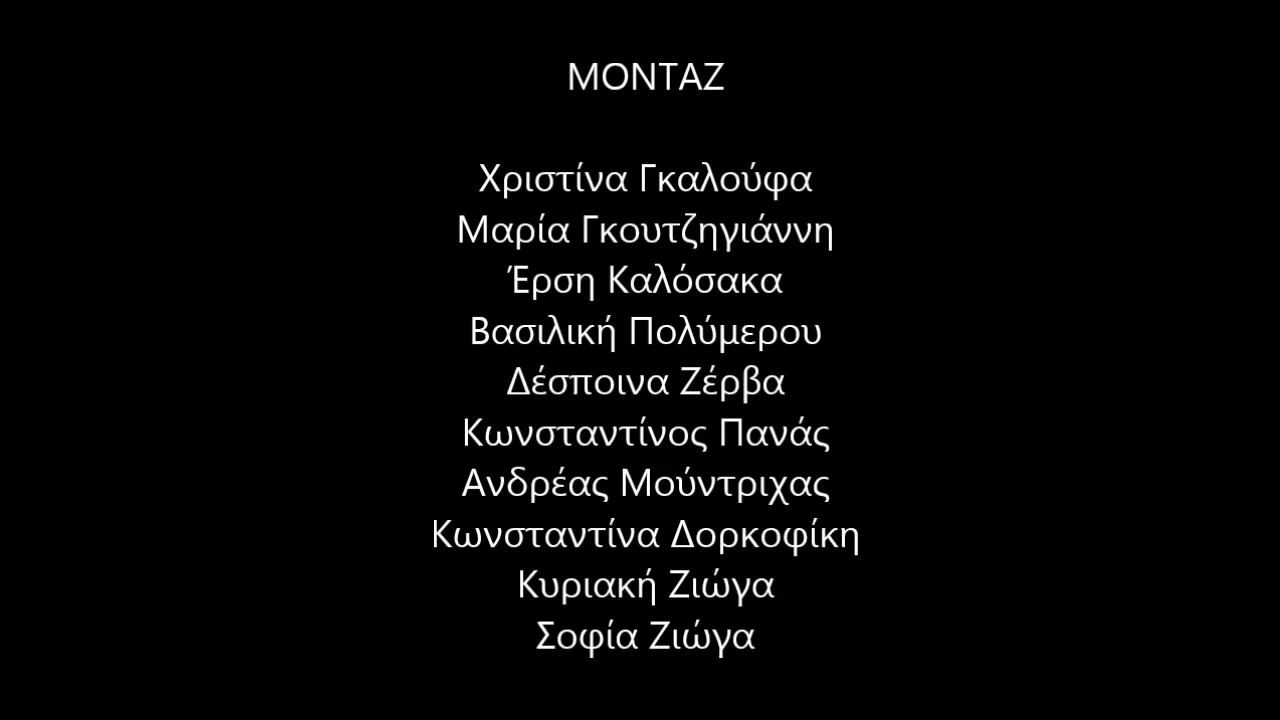 ΜΟΝΤΑΖ
Χριστίνα Γκαλούφα
Μαρία Γκουτζηγιάννη
Έρση Καλόσακα
Βασιλική Πολύμερου
Δέσποινα Ζέρβα
Κωνσταντίνος Πανάς
Ανδρέας Μούντριχας
Κωνσταντίνα Δορκοφίκη
Κυριακή Ζιώγα
Σοφία Ζιώγα